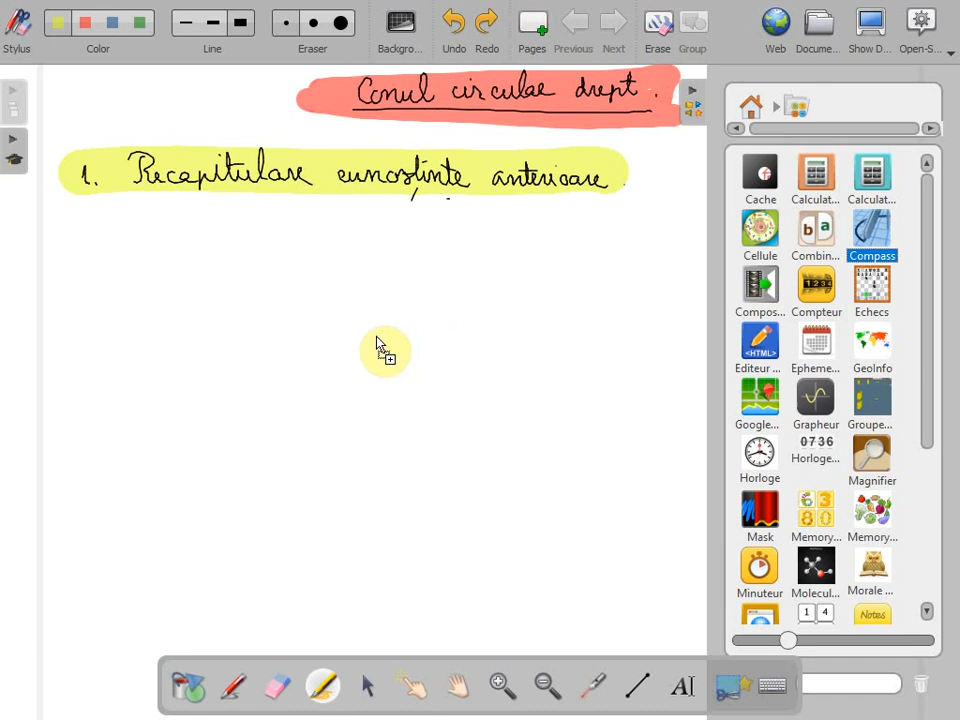 Stylus Color Line Eraser Backgro... Undo Redo Pages Previous Next Erase Group Web Docume... Show D... Open-S...
Conul circular drept.
1. Recapitulare cunoștințe anterioare.
Cache Calculat... Calculat...
Cellule Combin... Compass
Compos... Compteur Echecs
Editeur ... Epheme... GeoInfo
Google... Grapheur Groupe...
Horloge Horloge... Magnifier
Mask Memory... Memory...
Minuteur Molecul... Morale ...
1 4 Notes